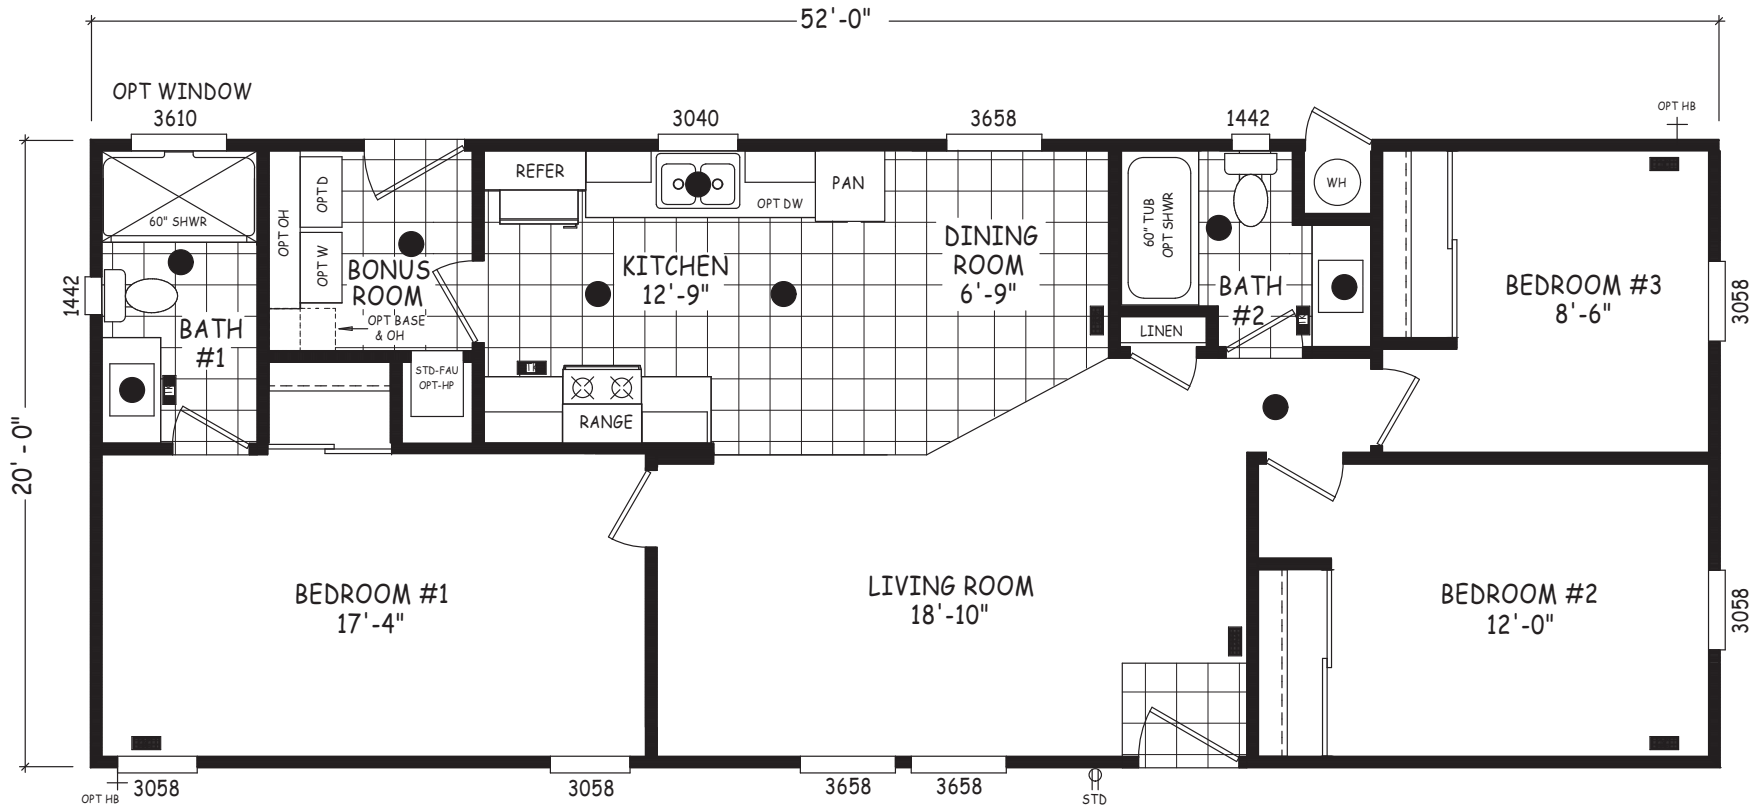 52'-0"
OPT WINDOW
3610
3040
3658
1442
OPT HB
REFER
PAN
OPT DW
WH
60" SHWR
OPT OH
OPT D
OPT W
BONUS
ROOM
OPT BASE
& OH
KITCHEN
12'-9"
DINING
ROOM
6'-9"
60" TUB
OPT SHWR
BATH
#2
LINEN
BEDROOM #3
8'-6"
3058
1442
BATH
#1
STD-FAU
OPT-HP
RANGE
20'-0"
BEDROOM #1
17'-4"
LIVING ROOM
18'-10"
BEDROOM #2
12'-0"
3058
OPT HB
3058
3058
3658
3658
STD